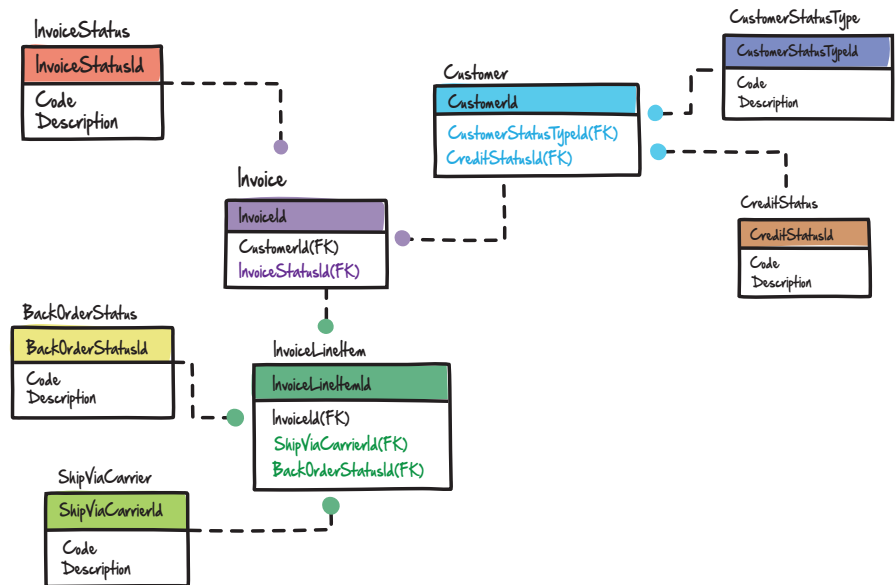 InvoiceStatus
InvoiceStatusId
Code
Description
Customer
CustomerId
CustomerStatusTypeId(FK)
CreditStatusId(FK)
CustomerStatusType
CustomerStatusTypeId
Code
Description
Invoice
InvoiceId
CustomerId(FK)
InvoiceStatusId(FK)
CreditStatus
CreditStatusId
Code
Description
BackOrderStatus
BackOrderStatusId
Code
Description
InvoiceLineItem
InvoiceLineItemId
InvoiceId(FK)
ShipViaCarrierId(FK)
BackOrderStatusId(FK)
ShipViaCarrier
ShipViaCarrierId
Code
Description